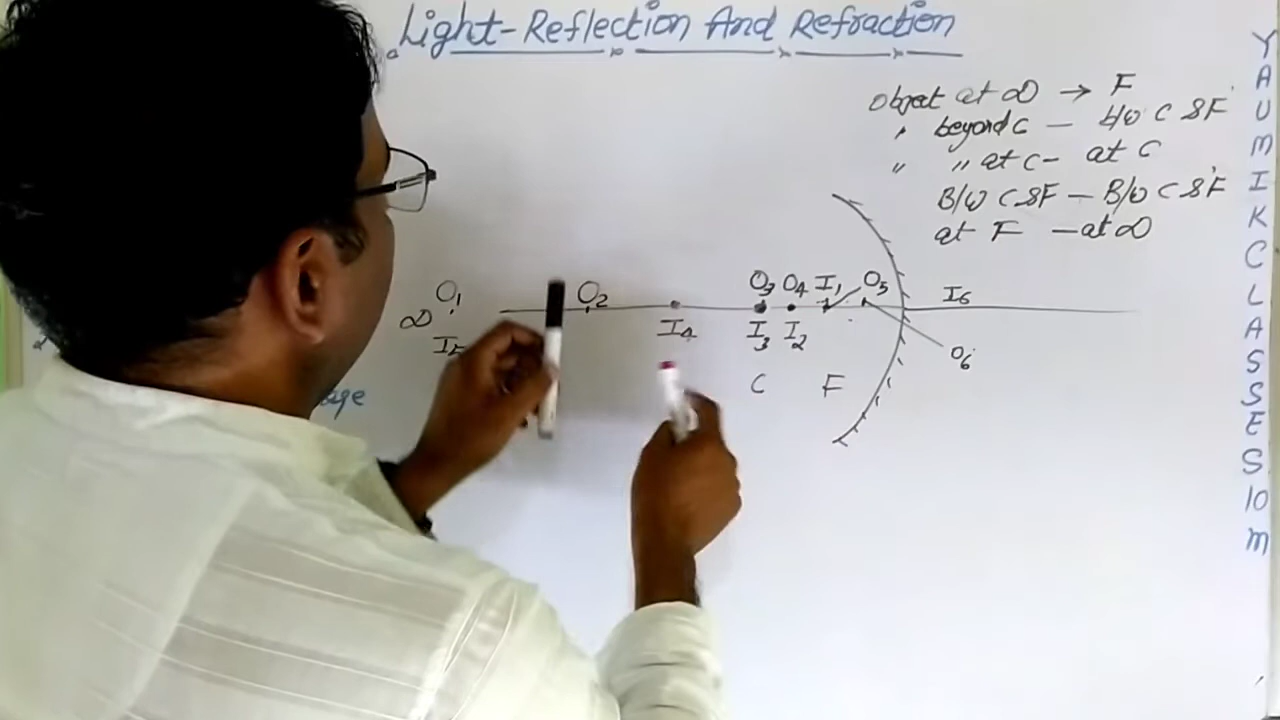 Light-Reflection And Refraction
Object at ∞ → F
" beyond C — b/w C & F
" " at C - at C
B/W C & F — B/W C & F
at F — at ∞
O₁ O₂ O₃ O₄ I₁ O₅ I₆
∞
I₅ I₄ I₃ I₂ O₆
C F
YAUMIKCLASSES10M